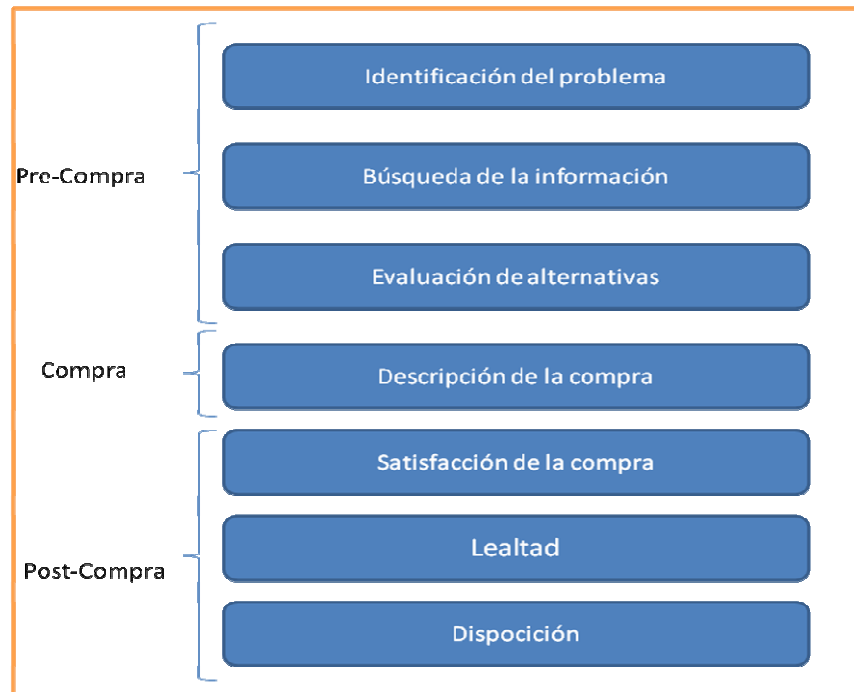 Pre-Compra
Identificación del problema
Búsqueda de la información
Evaluación de alternativas
Compra
Descripción de la compra
Post-Compra
Satisfacción de la compra
Lealtad
Dispocición